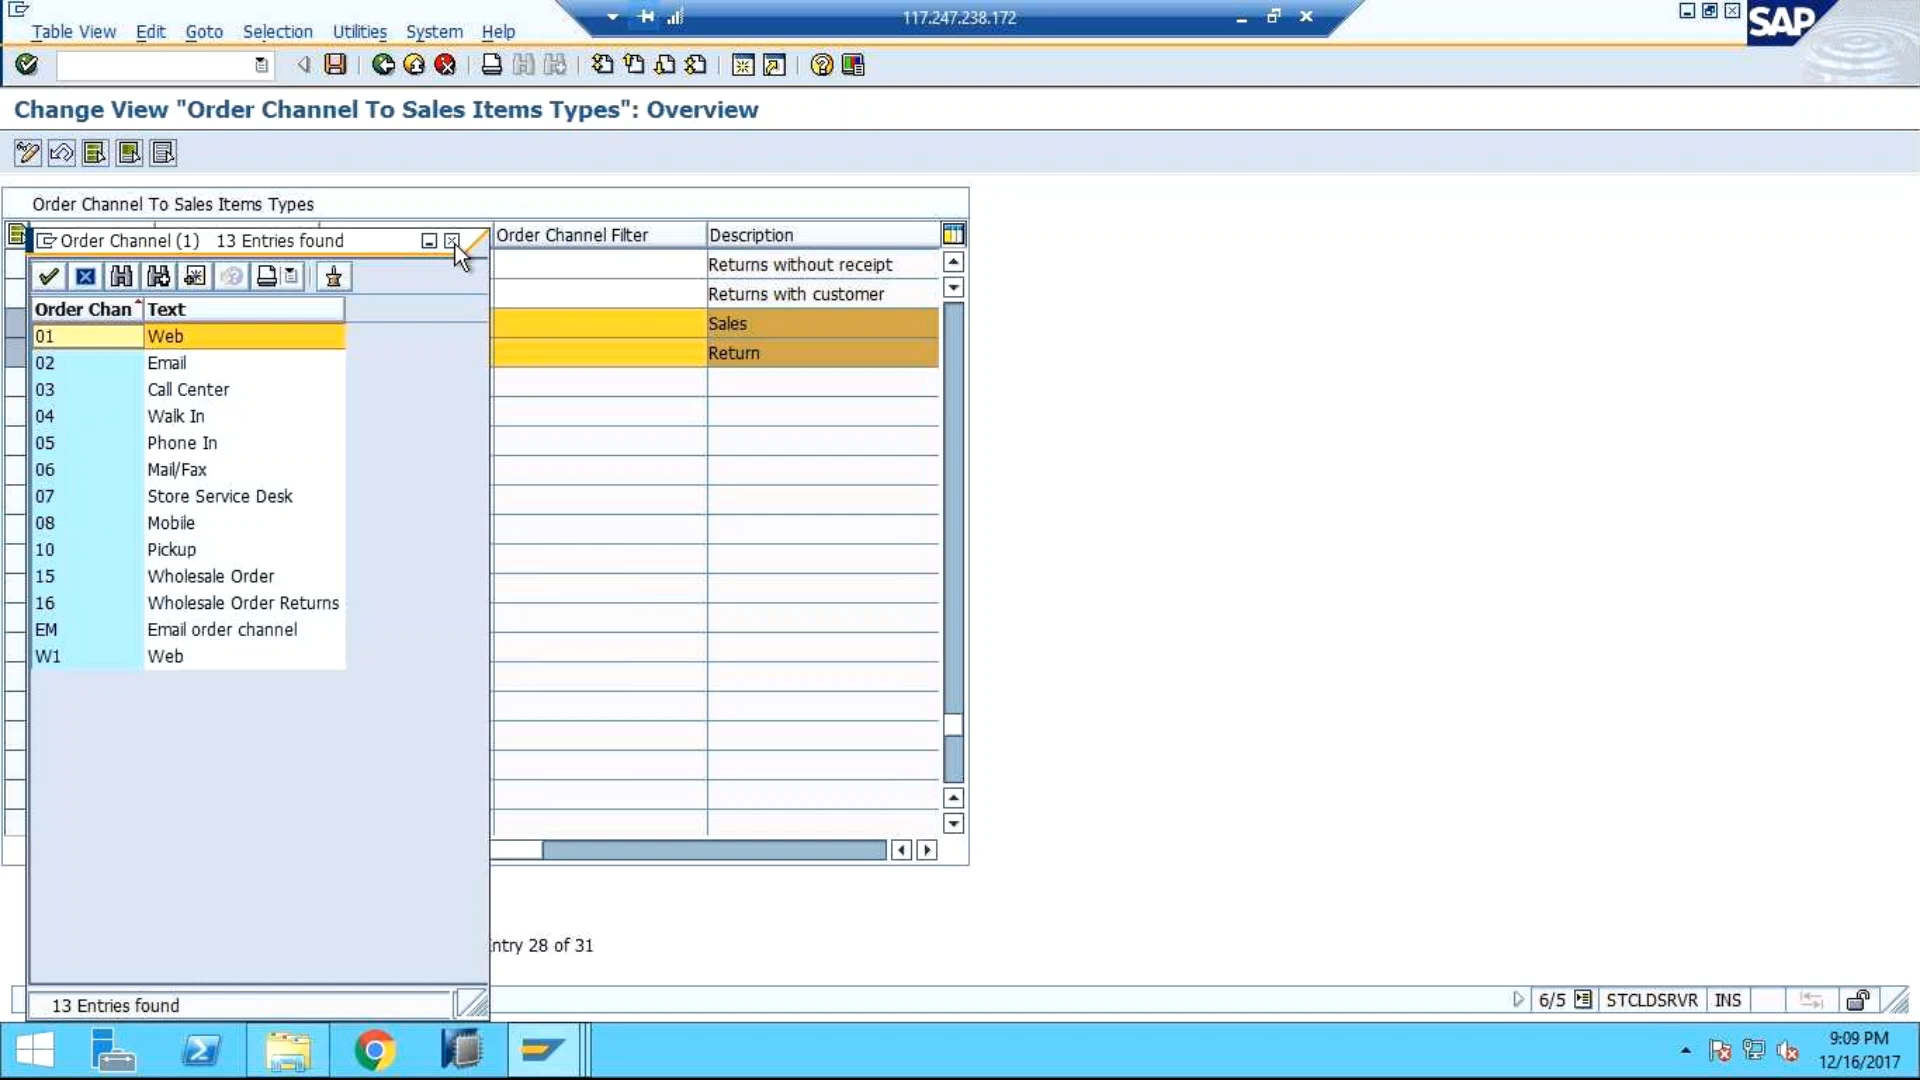 117.247.238.172
SAP
Table View Edit Goto Selection Utilities System Help
Change View "Order Channel To Sales Items Types": Overview
Order Channel To Sales Items Types
Order Channel (1) 13 Entries found
Order Channel Filter Description
Returns without receipt
Returns with customer
Sales
Return
Order Chan Text
01 Web
02 Email
03 Call Center
04 Walk In
05 Phone In
06 Mail/Fax
07 Store Service Desk
08 Mobile
10 Pickup
15 Wholesale Order
16 Wholesale Order Returns
EM Email order channel
W1 Web
ntry 28 of 31
13 Entries found
6/5 STCLDSRVR INS
9:09 PM
12/16/2017